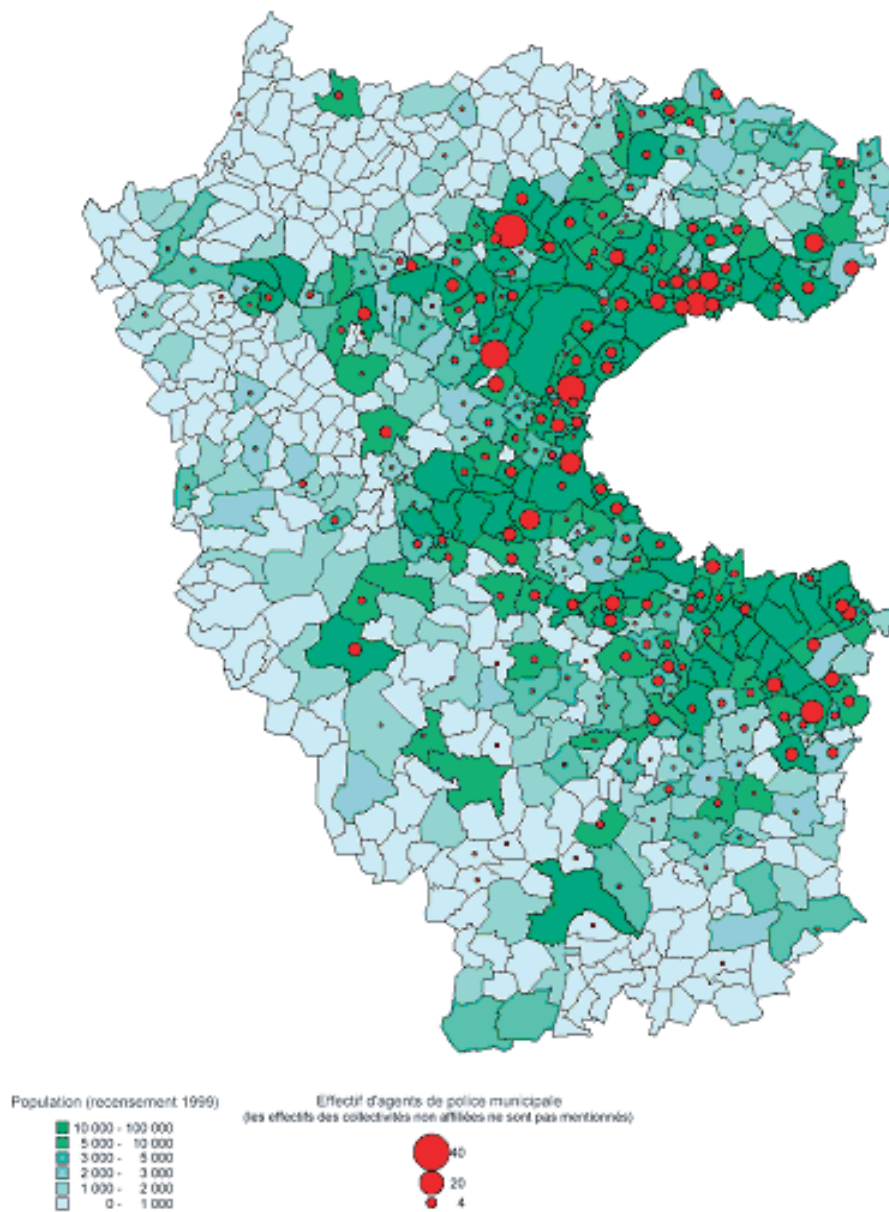 Population (recensement 1999)
10 000 - 100 000
5 000 - 10 000
3 000 - 5 000
2 000 - 3 000
1 000 - 2 000
0 - 1 000
Effectif d'agents de police municipale
(les effectifs des collectivités non affiliées ne sont pas mentionnés)
40
20
4